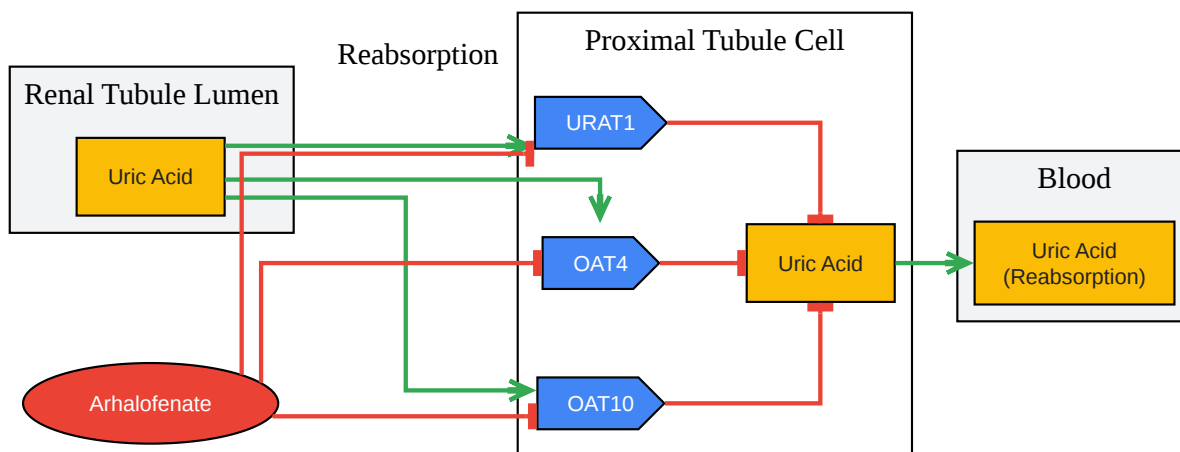 Reabsorption
Proximal Tubule Cell
Renal Tubule Lumen
URAT1
Uric Acid
Blood
OAT4
Uric Acid
Uric Acid
(Reabsorption)
Arhalofenate
OAT10